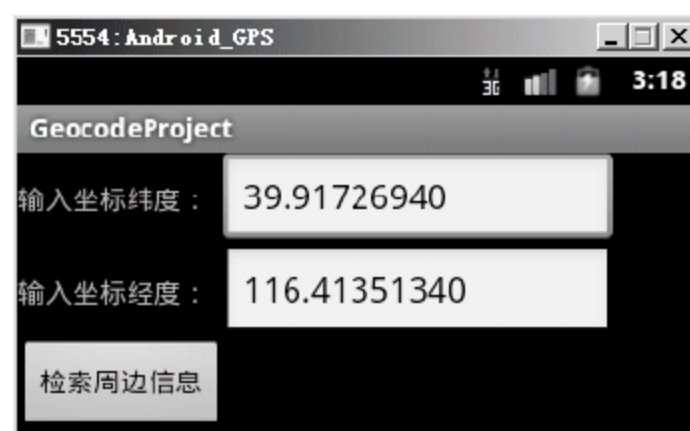 5554:Android_GPS
3G 3:18
GeocodeProject
输入坐标纬度： 39.91726940
输入坐标经度： 116.41351340
检索周边信息